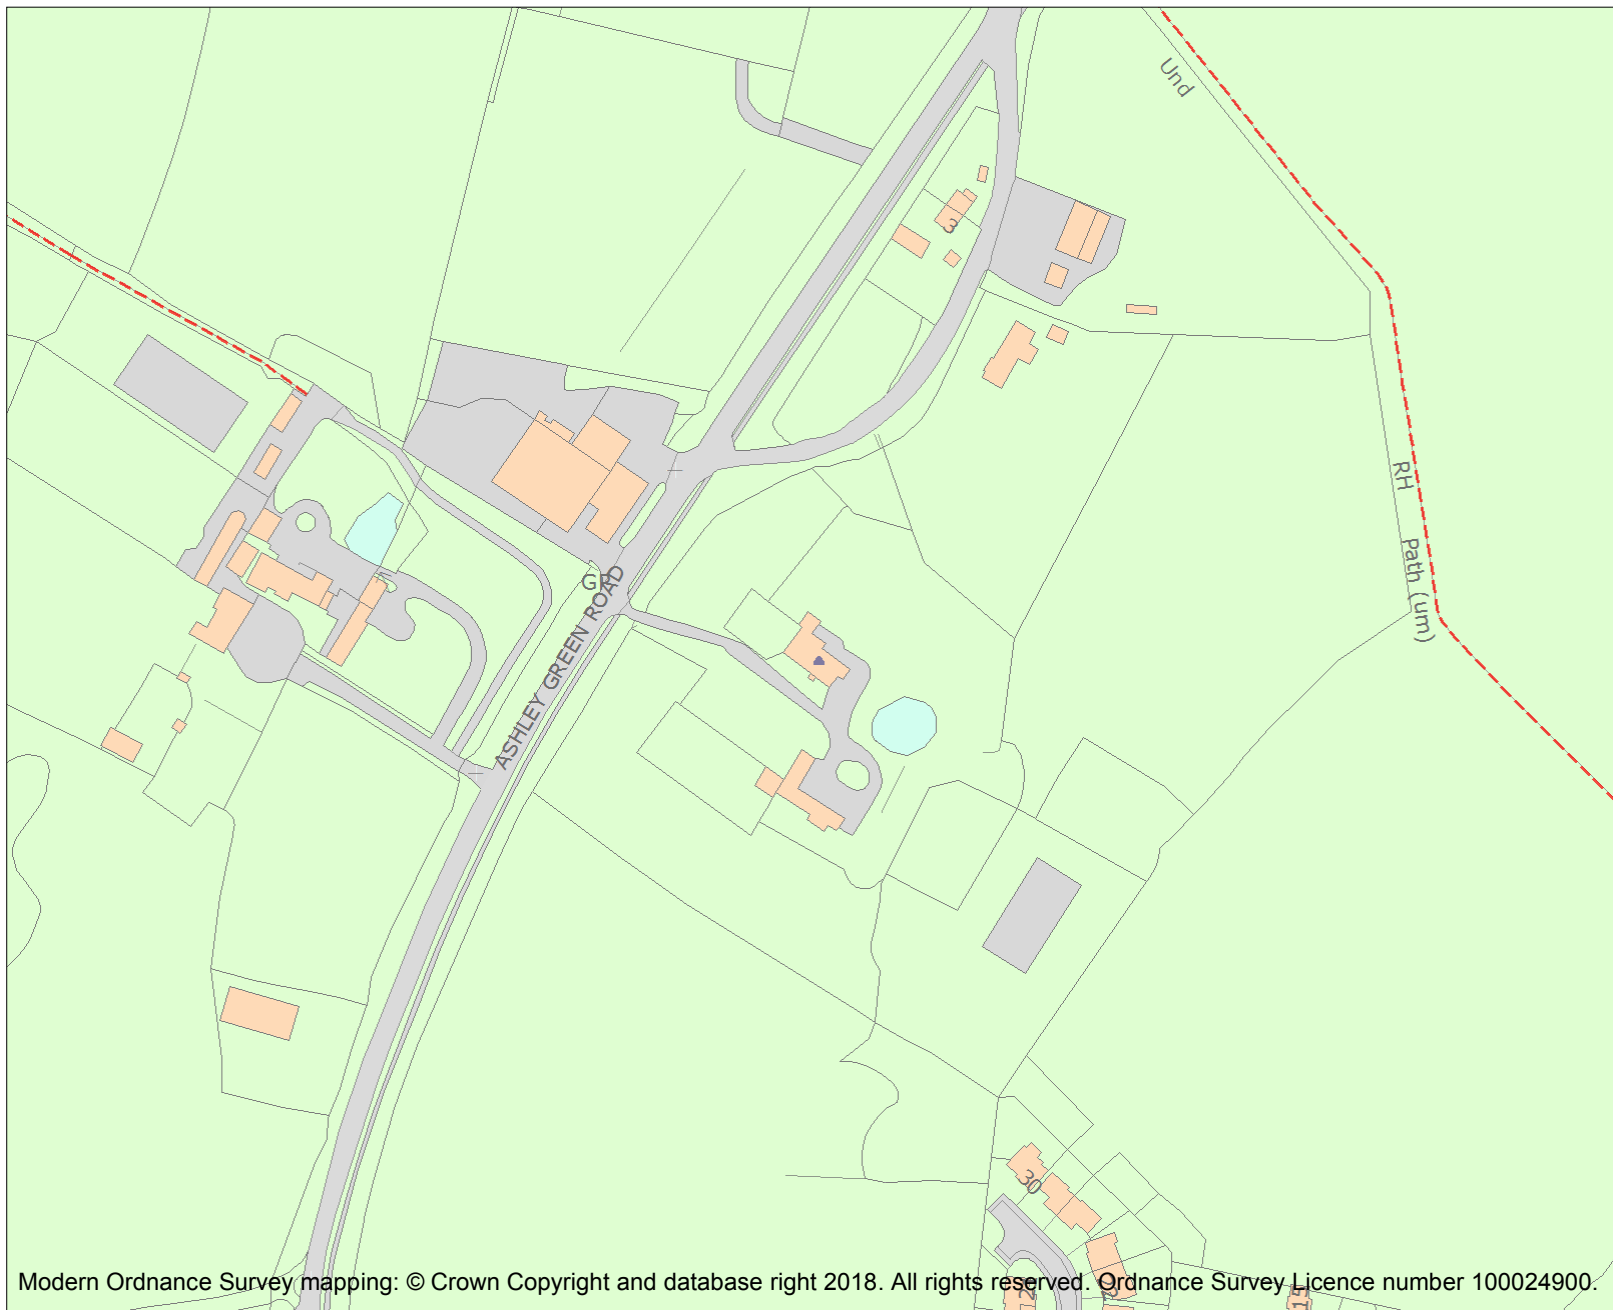 Und
3
RH
Path (um)
GP
ASHLEY GREEN ROAD
30
15
Modern Ordnance Survey mapping: © Crown Copyright and database right 2018. All rights reserved. Ordnance Survey Licence number 100024900.